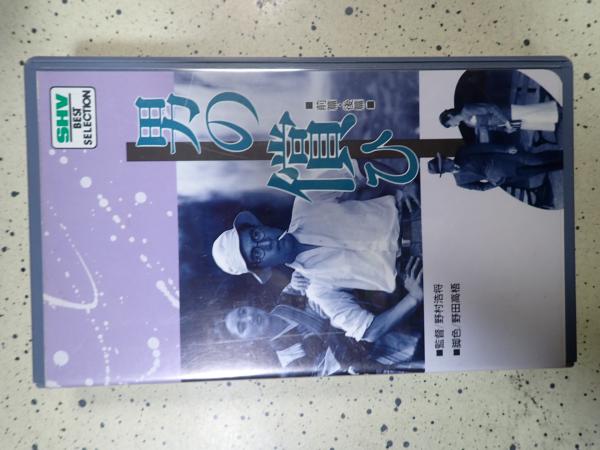 SHV
BEST
SELECTION
男の
償ひ
■前篇・後篇■
■監督 野村浩将
■脚色 野田高梧